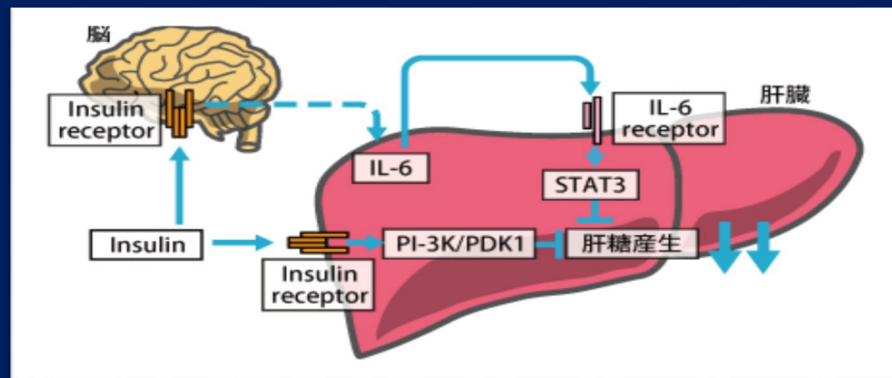 脳
Insulin
receptor
IL-6
IL-6
receptor
肝臓
STAT3
Insulin
Insulin
receptor
PI-3K/PDK1
肝糖産生